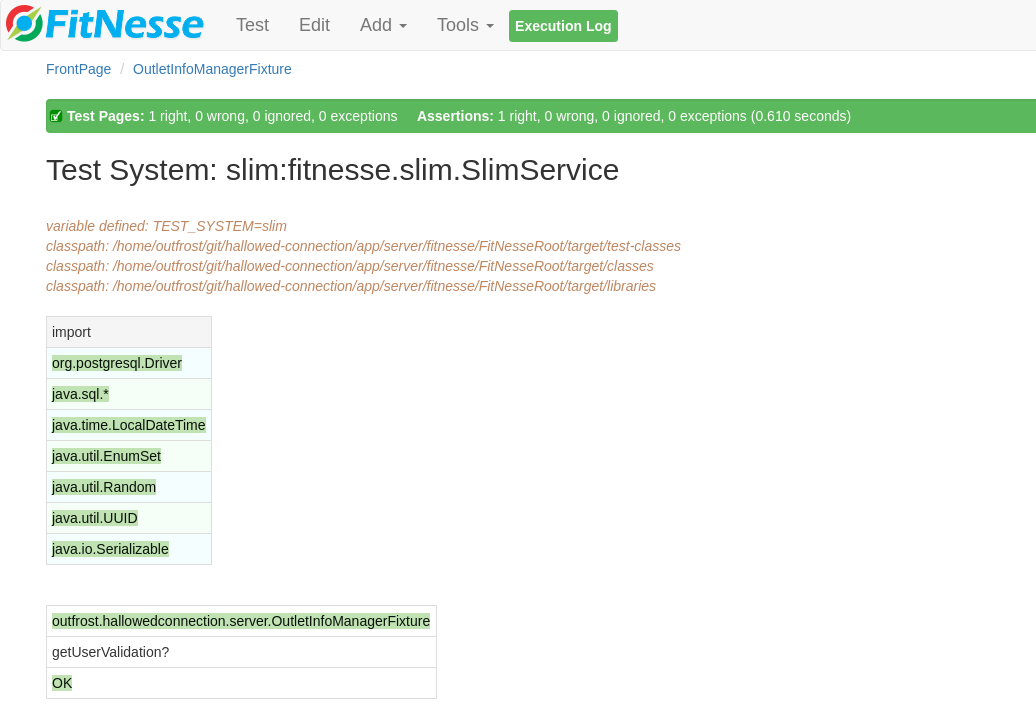 FitNesse Test Edit Add Tools Execution Log
FrontPage / OutletInfoManagerFixture
Test Pages: 1 right, 0 wrong, 0 ignored, 0 exceptions Assertions: 1 right, 0 wrong, 0 ignored, 0 exceptions (0.610 seconds)
Test System: slim:fitnesse.slim.SlimService
variable defined: TEST_SYSTEM=slim
classpath: /home/outfrost/git/hallowed-connection/app/server/fitnesse/FitNesseRoot/target/test-classes
classpath: /home/outfrost/git/hallowed-connection/app/server/fitnesse/FitNesseRoot/target/classes
classpath: /home/outfrost/git/hallowed-connection/app/server/fitnesse/FitNesseRoot/target/libraries
import
org.postgresql.Driver
java.sql.*
java.time.LocalDateTime
java.util.EnumSet
java.util.Random
java.util.UUID
java.io.Serializable
outfrost.hallowedconnection.server.OutletInfoManagerFixture
getUserValidation?
OK